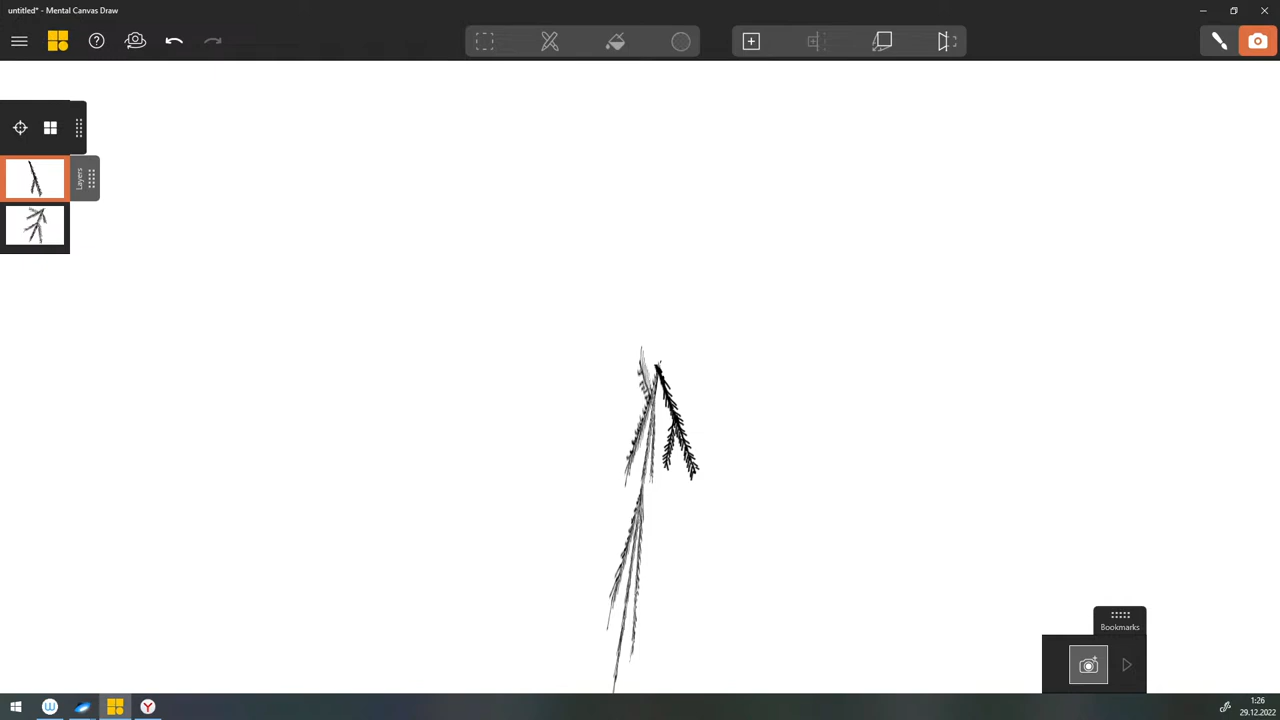 untitled* - Mental Canvas Draw
Layers
Bookmarks
1:26
29.12.2022